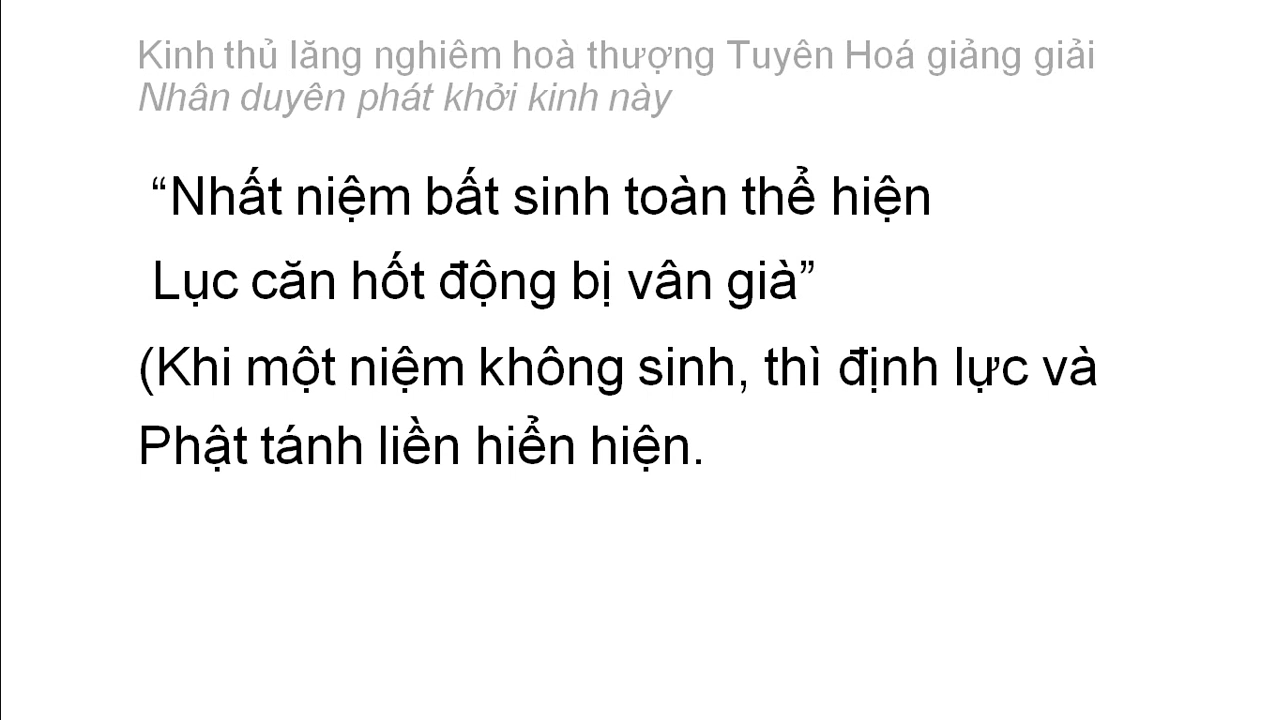 Kinh thủ lăng nghiêm hoà thượng Tuyên Hoá giảng giải
Nhân duyên phát khởi kinh này
“Nhất niệm bất sinh toàn thể hiện
Lục căn hốt động bị vân già”
(Khi một niệm không sinh, thì định lực và
Phật tánh liền hiển hiện.